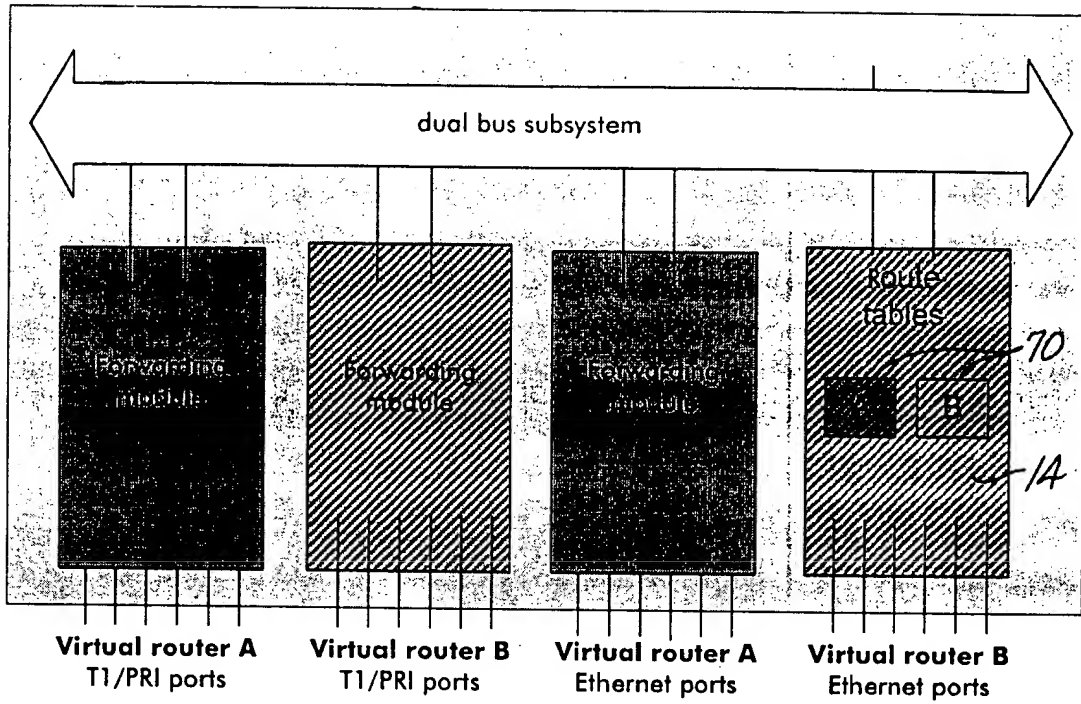 dual bus subsystem
Forwarding
module
Forwarding
module
Forwarding
module
Route
tables
70
B
14
Virtual router A
T1/PRI ports
Virtual router B
T1/PRI ports
Virtual router A
Ethernet ports
Virtual router B
Ethernet ports